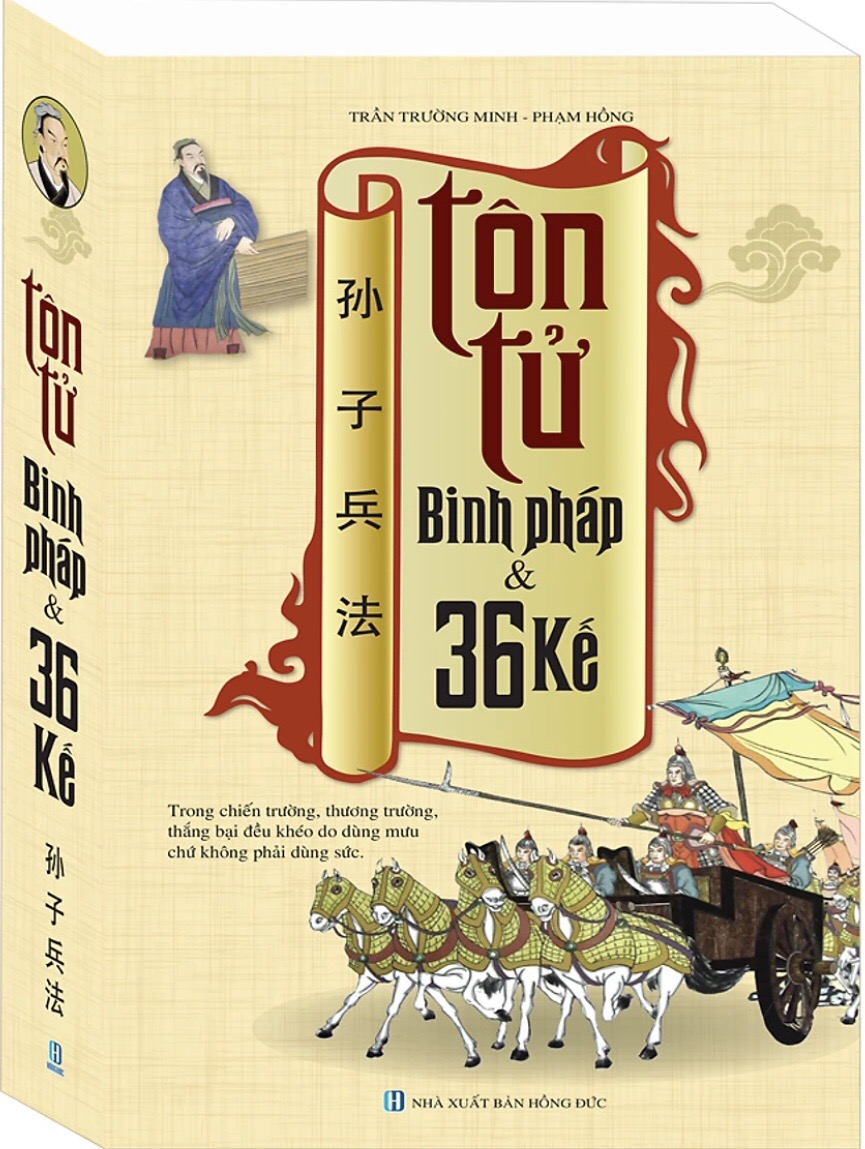 tôn
tử
Binh
pháp
&
36
Kế
孙
子
兵
法
TRẦN TRƯỜNG MINH - PHẠM HỒNG
孙
子
兵
法
tôn
tử
Binh pháp
&
36 Kế
Trong chiến trường, thương trường,
thắng bại đều khéo do dùng mưu
chứ không phải dùng sức.
NHÀ XUẤT BẢN HỒNG ĐỨC